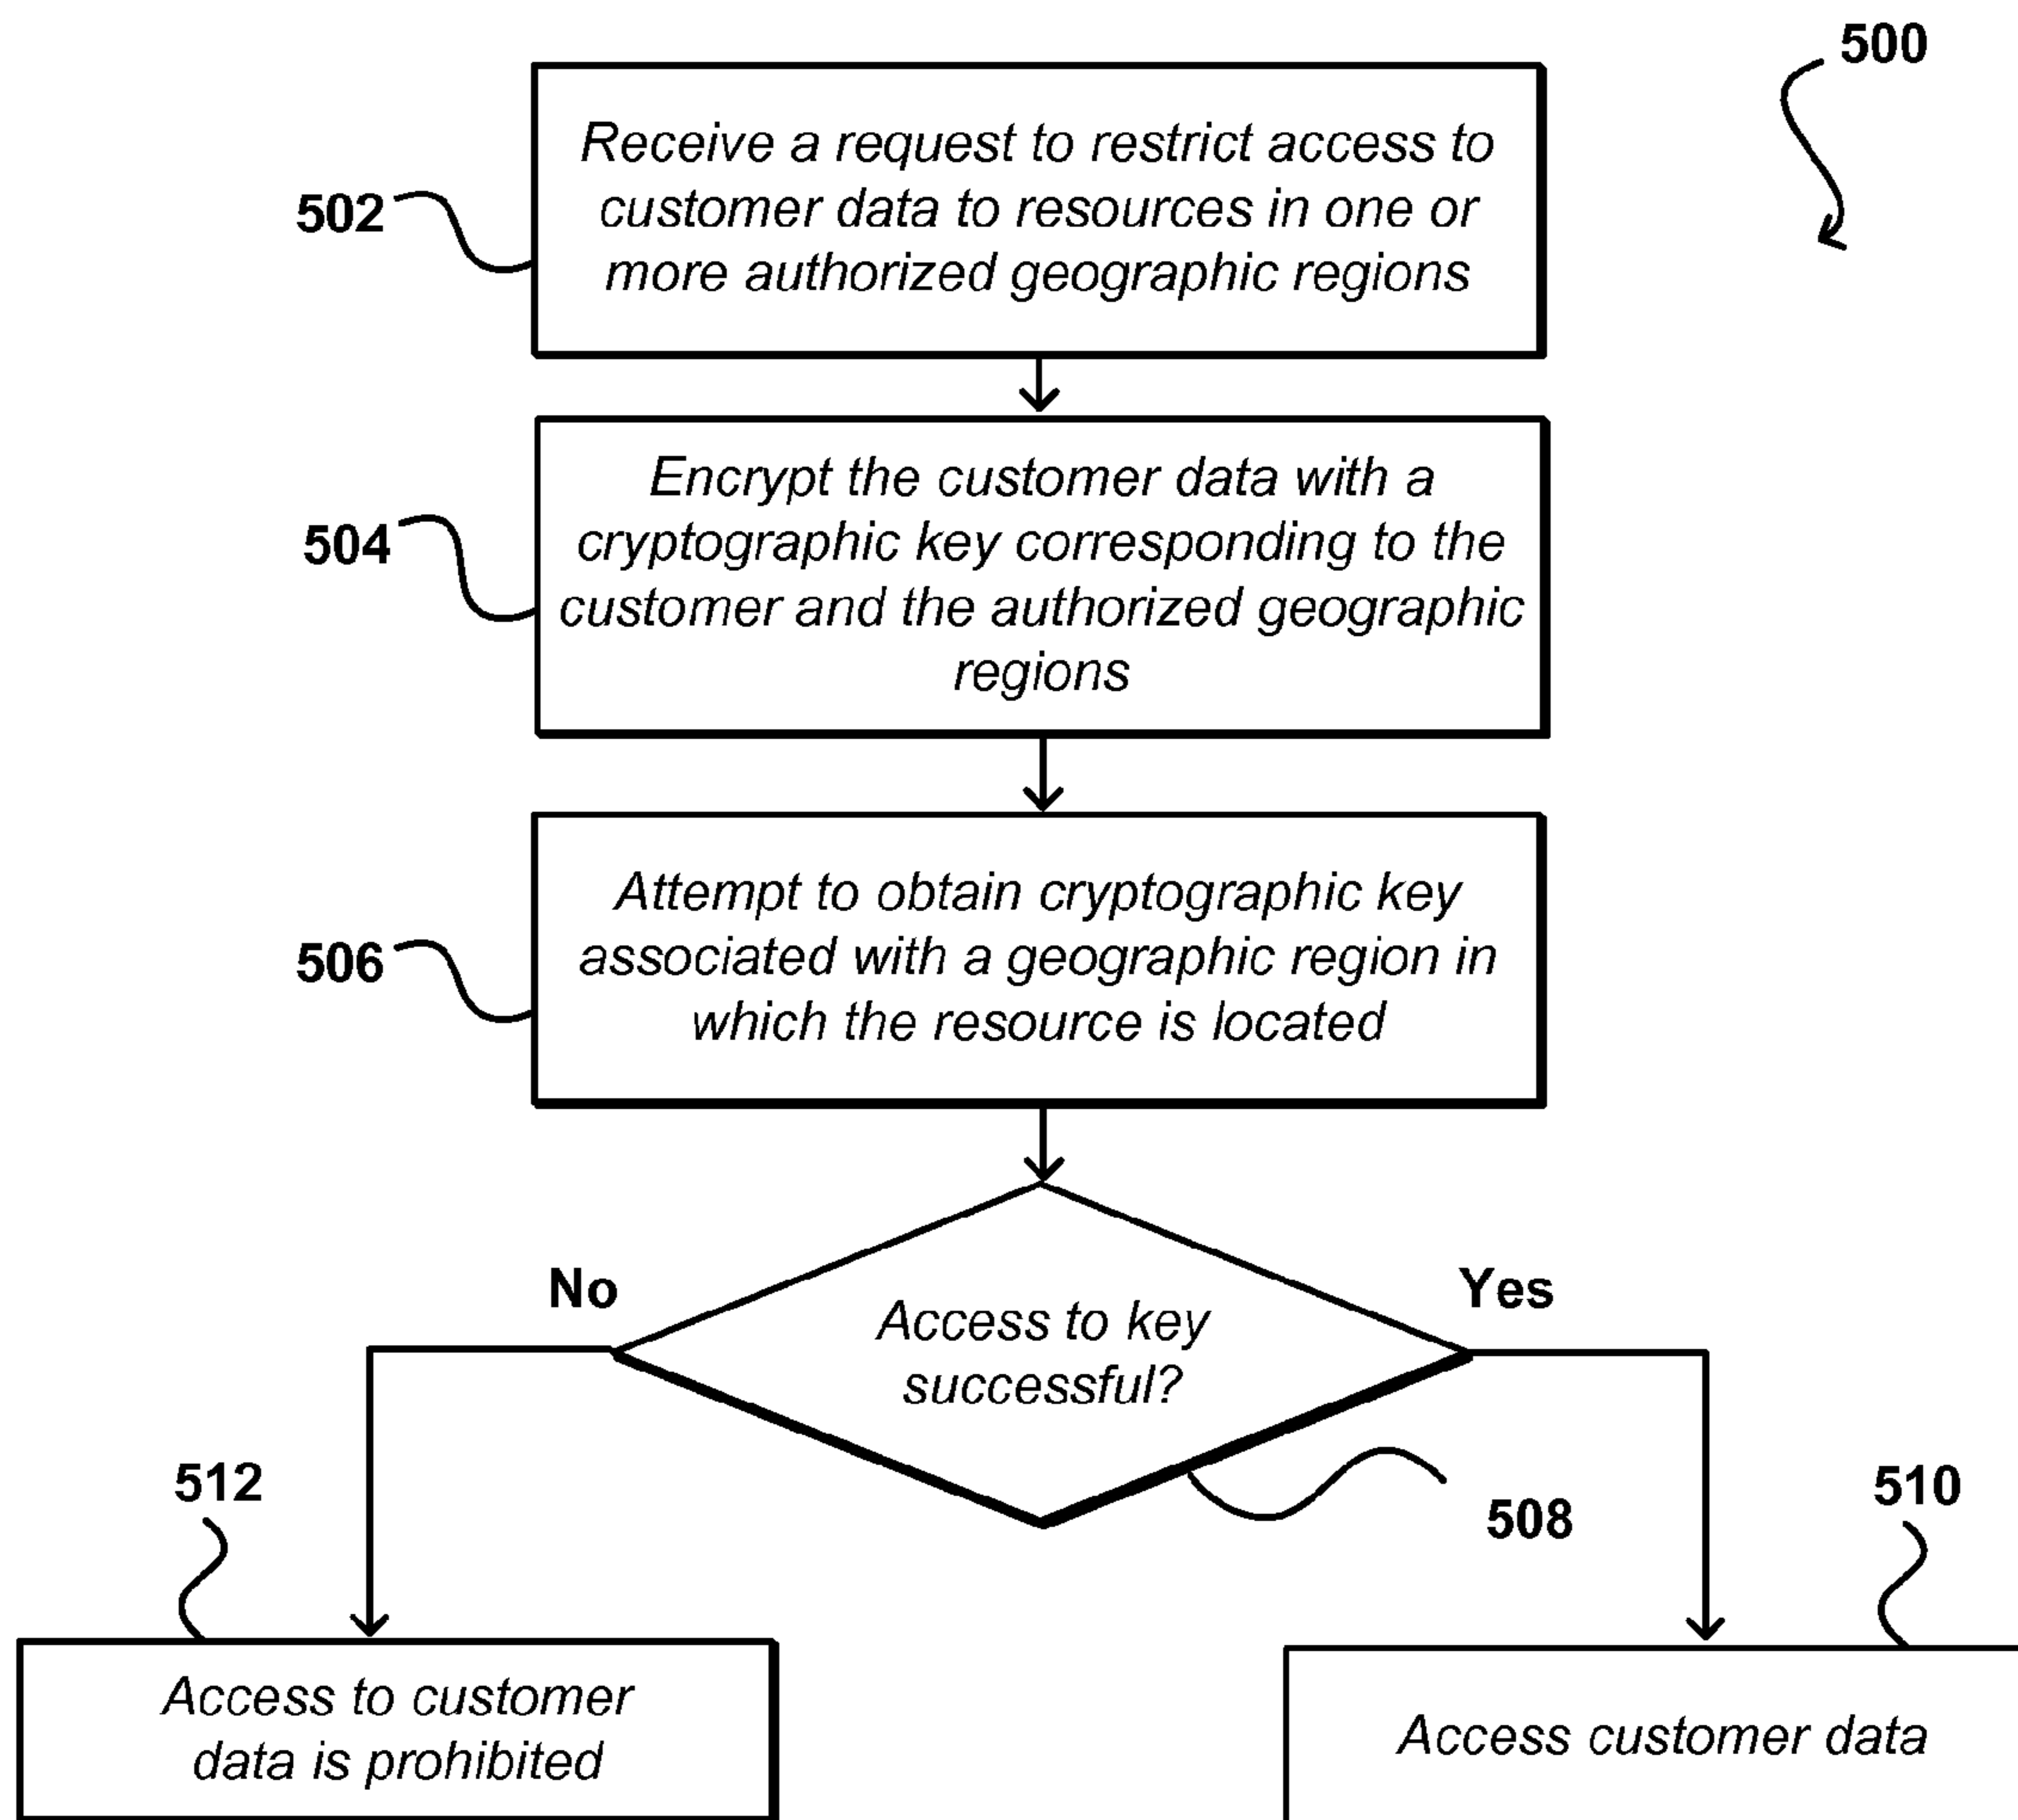 500
Receive a request to restrict access to
customer data to resources in one or
more authorized geographic regions
502
Encrypt the customer data with a
cryptographic key corresponding to the
customer and the authorized geographic
regions
504
Attempt to obtain cryptographic key
associated with a geographic region in
which the resource is located
506
No
Yes
Access to key
successful?
508
512
510
Access to customer
data is prohibited
Access customer data